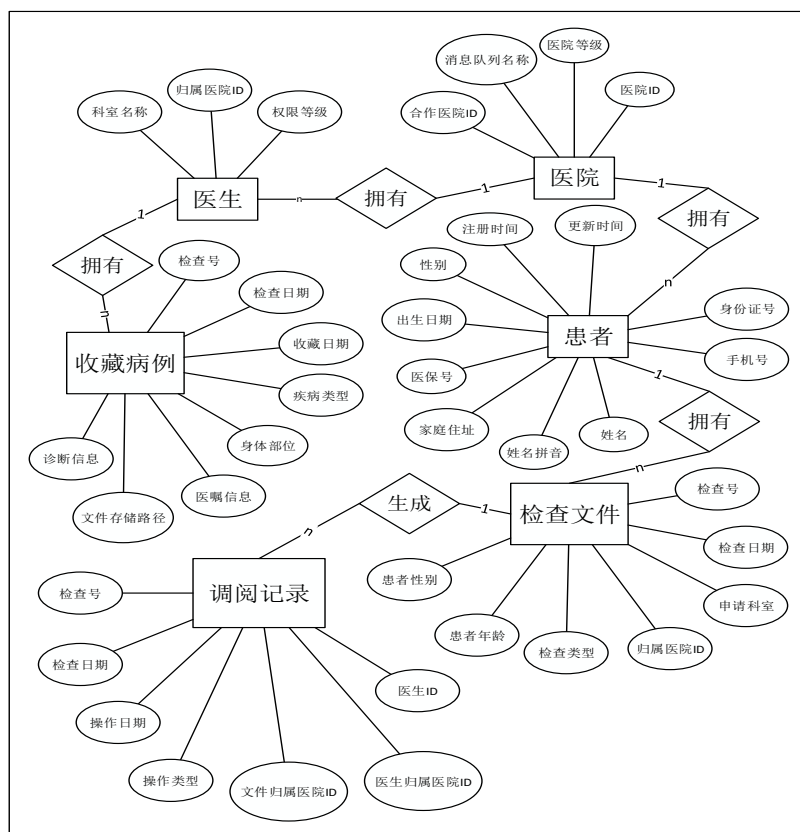 医院等级
消息队列名称
归属医院ID
医院ID
科室名称
权限等级
合作医院ID
医生
n
拥有
1
医院
1
拥有
n
1
拥有
n
注册时间
更新时间
检查号
性别
检查日期
出生日期
身份证号
收藏病例
收藏日期
患者
手机号
医保号
疾病类型
1
拥有
n
家庭住址
姓名
身体部位
姓名拼音
诊断信息
医嘱信息
文件存储路径
检查号
n
生成
1
检查文件
检查日期
患者性别
检查号
调阅记录
申请科室
患者年龄
检查类型
归属医院ID
检查日期
医生ID
操作日期
操作类型
文件归属医院ID
医生归属医院ID